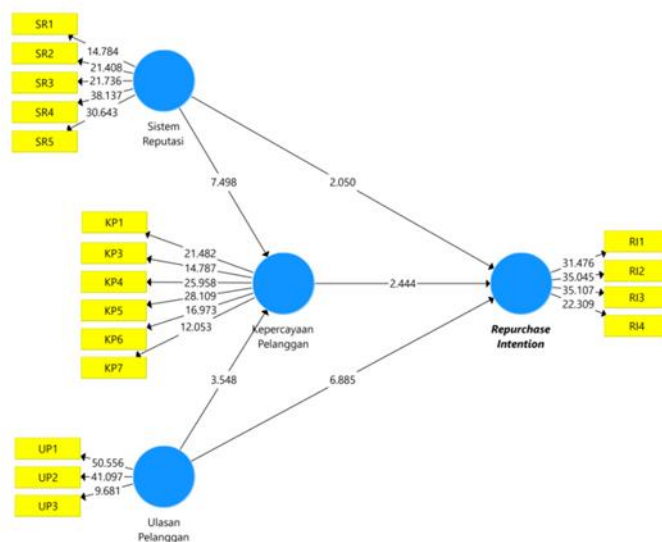 SR1
SR2
SR3
SR4
SR5
14.784
21.408
21.736
38.137
30.643
Sistem
Reputasi
7.498
2.050
KP1
KP3
KP4
KP5
KP6
KP7
21.482
14.787
25.958
28.109
16.973
12.053
Kepercayaan
Pelanggan
2.444
RI1
RI2
RI3
RI4
31.476
35.045
35.107
22.309
Repurchase
Intention
3.548
6.885
UP1
UP2
UP3
50.556
41.097
9.681
Ulasan
Pelanggan